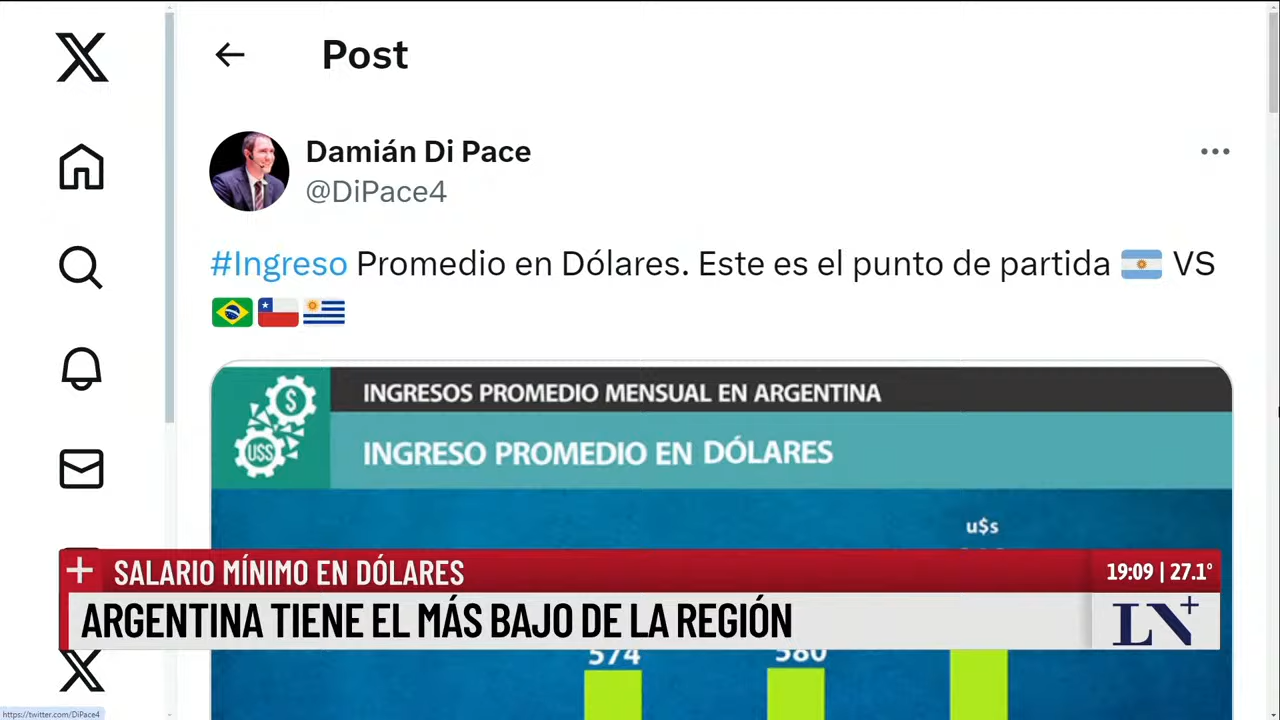 Post
Damián Di Pace
@DiPace4
#Ingreso Promedio en Dólares. Este es el punto de partida 🇦🇷 VS
🇧🇷🇨🇱🇺🇾
$
U$S
INGRESOS PROMEDIO MENSUAL EN ARGENTINA
INGRESO PROMEDIO EN DÓLARES
u$s
SALARIO MÍNIMO EN DÓLARES
19:09 | 27.1°
ARGENTINA TIENE EL MÁS BAJO DE LA REGIÓN
LN+
574
580
https://twitter.com/DiPace4